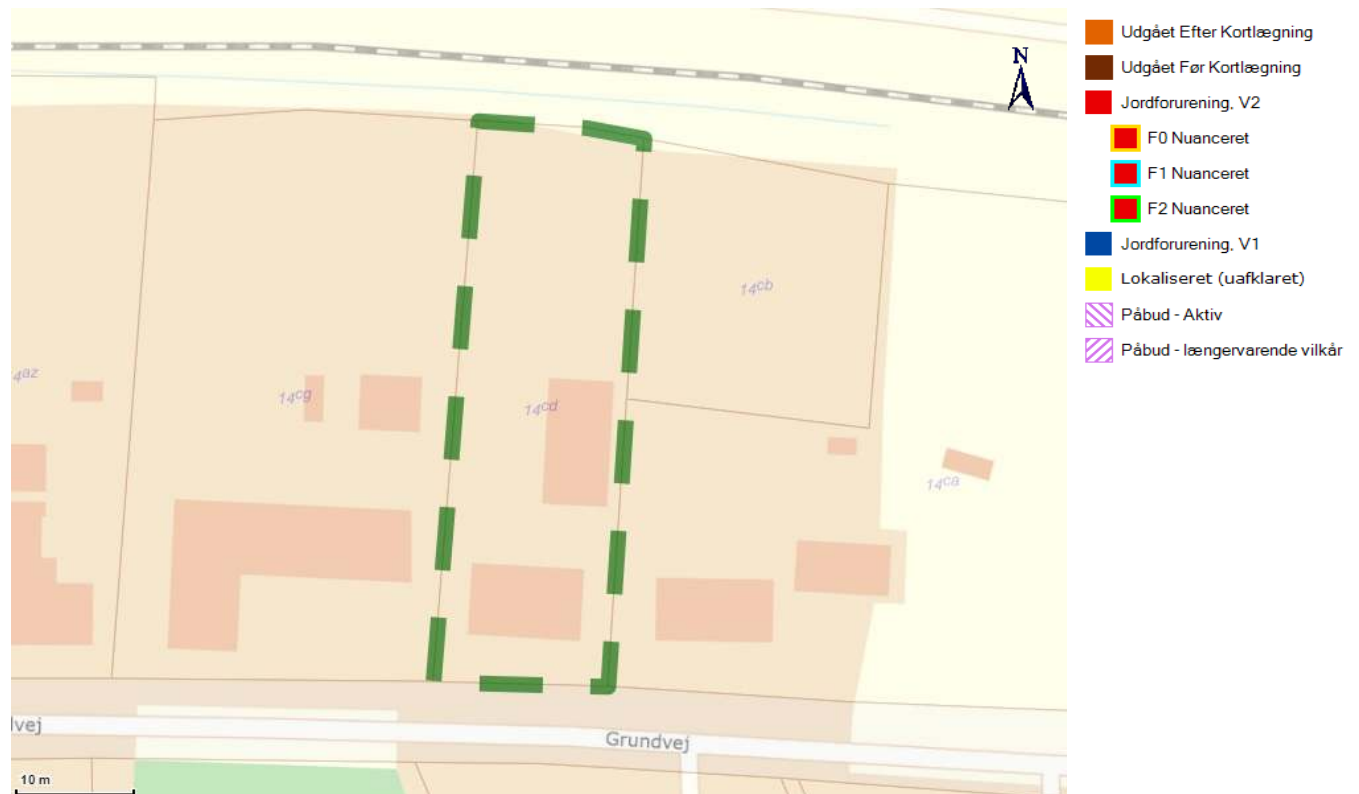 N
14cb
4az
14cg
14cd
14ca
lvej
Grundvej
10 m
Udgået Efter Kortlægning
Udgået Før Kortlægning
Jordforurening, V2
F0 Nuanceret
F1 Nuanceret
F2 Nuanceret
Jordforurening, V1
Lokaliseret (uafklaret)
Påbud - Aktiv
Påbud - længervarende vilkår